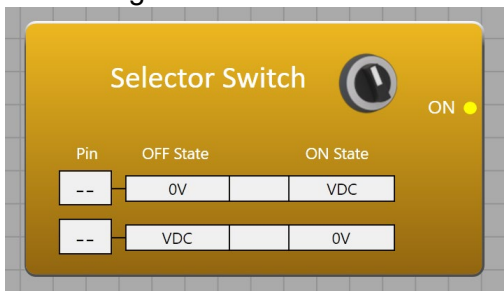 Selector Switch
ON
Pin OFF State ON State
-- 0V VDC
-- VDC 0V